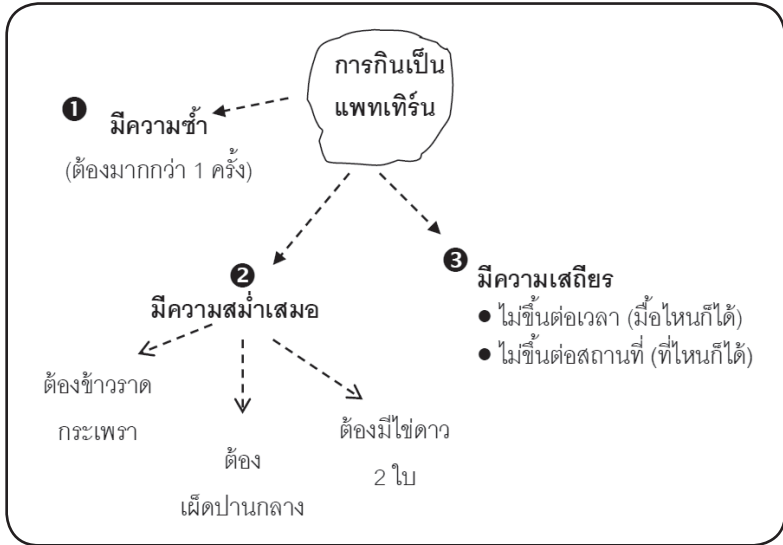 การกินเป็น
แพทเทิร์น
❶
มีความซ้ำ
(ต้องมากกว่า 1 ครั้ง)
❷
มีความสม่ำเสมอ
ต้องข้าวราด
กระเพรา
ต้อง
เผ็ดปานกลาง
ต้องมีไข่ดาว
2 ใบ
❸
มีความเสถียร
● ไม่ขึ้นต่อเวลา (มื้อไหนก็ได้)
● ไม่ขึ้นต่อสถานที่ (ที่ไหนก็ได้)